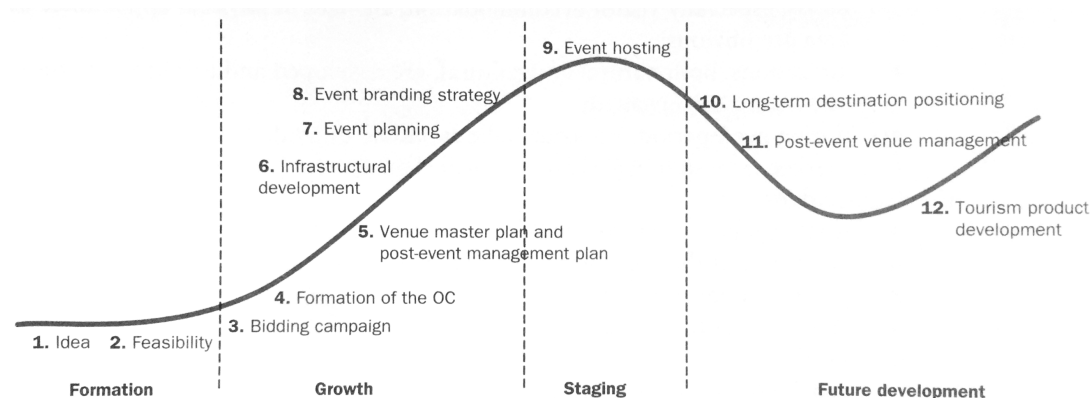 9. Event hosting
8. Event branding strategy
10. Long-term destination positioning
7. Event planning
11. Post-event venue management
6. Infrastructural
development
12. Tourism product
development
5. Venue master plan and
post-event management plan
4. Formation of the OC
3. Bidding campaign
1. Idea 2. Feasibility
Formation Growth Staging Future development